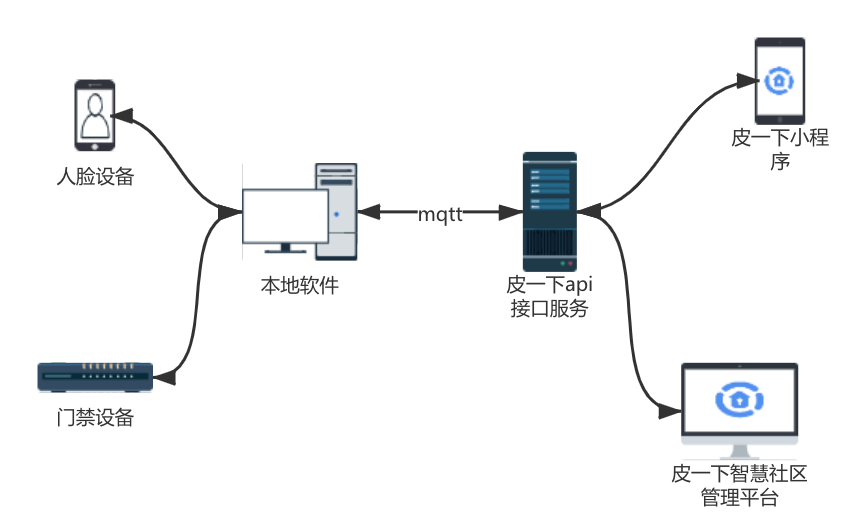 皮一下小程
序
人脸设备
mqtt
本地软件
皮一下api
接口服务
门禁设备
皮一下智慧社区
管理平台